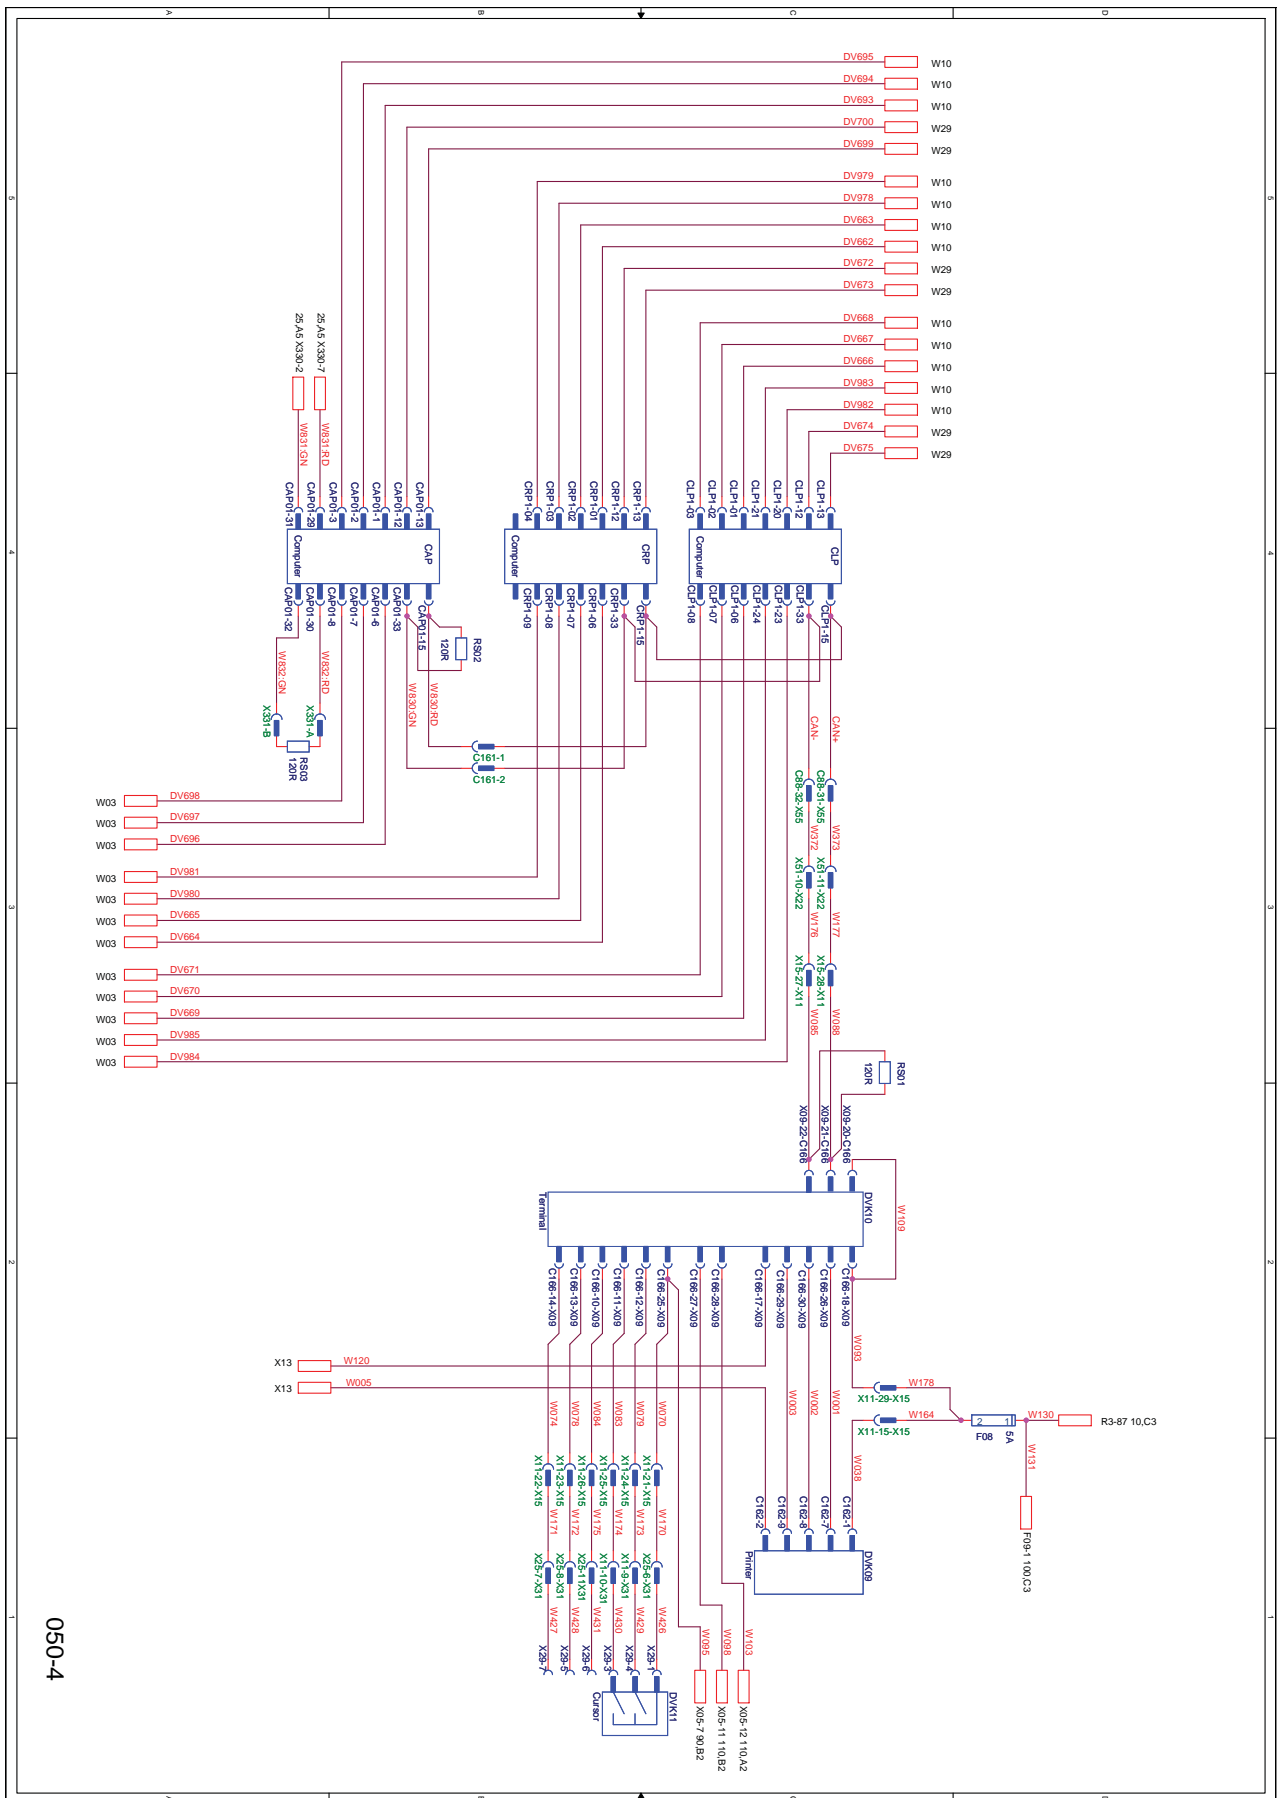 A
B
C
D
5
4
3
2
1
DV695 W10
DV694 W10
DV693 W10
DV700 W29
DV699 W29
DV979 W10
DV978 W10
DV663 W10
DV662 W10
DV672 W29
DV673 W29
DV668 W10
DV667 W10
DV666 W10
DV983 W10
DV982 W10
DV674 W29
DV675 W29
25,A5 X330-2
25,A5 X330-7
W831:GN
W831:RD
CAP01-31
CAP01-29
CAP01-3
CAP01-2
CAP01-1
CAP01-12
CAP01-13
CAP
Computer
CAP01-32
CAP01-30
CAP01-8
CAP01-7
CAP01-6
CAP01-33
CAP01-15
CRP1-04
CRP1-03
CRP1-02
CRP1-01
CRP1-12
CRP1-13
CRP
Computer
CRP1-09
CRP1-08
CRP1-07
CRP1-06
CRP1-33
CRP1-15
CLP1-03
CLP1-02
CLP1-01
CLP1-21
CLP1-20
CLP1-12
CLP1-13
CLP
Computer
CLP1-08
CLP1-07
CLP1-06
CLP1-24
CLP1-23
CLP1-33
CLP1-15
RS02
120R
W832:GN
W832:RD
W830:GN
W830:RD
X331-B
X331-A
RS03
120R
C161-1
C161-2
CAN-
CAN+
C88-32-X55
C88-31-X55
W372
W373
X51-10-X22
X51-11-X22
W176
W177
X15-27-X11
X15-28-X11
W085
W088
W03 DV698
W03 DV697
W03 DV696
W03 DV981
W03 DV980
W03 DV665
W03 DV664
W03 DV671
W03 DV670
W03 DV669
W03 DV985
W03 DV984
RS01
120R
X09-22-C166
X09-21-C166
X09-20-C166
DVK10
Terminal
W109
C166-14-X09
C166-13-X09
C166-10-X09
C166-11-X09
C166-12-X09
C166-25-X09
C166-27-X09
C166-28-X09
C166-17-X09
C166-29-X09
C166-30-X09
C166-26-X09
C166-18-X09
X13 W120
X13 W005
W093
W178
X11-29-X15
W164
X11-15-X15
2 1
F08
5A
W130
R3-87 10,C3
W131
F09-1 100,C3
W074
W078
W084
W083
W079
W070
W003
W002
W001
W038
X11-22-X15
X11-23-X15
X11-26-X15
X11-25-X15
X11-24-X15
X11-21-X15
W171
W172
W175
W174
W173
W170
C162-2
C162-9
C162-8
C162-7
C162-1
DVK09
Printer
X25-7-X31
X25-8-X31
X25-11X31
X11-10-X31
X11-9-X31
X25-6-X31
W427
W428
W431
W430
W429
W426
W095
W098
W103
X29-7
X29-5
X29-6
X29-3
X29-4
X29-1
DVK11
Cursor
X05-7 90,B2
X05-11 110,B2
X05-12 110,A2
050-4